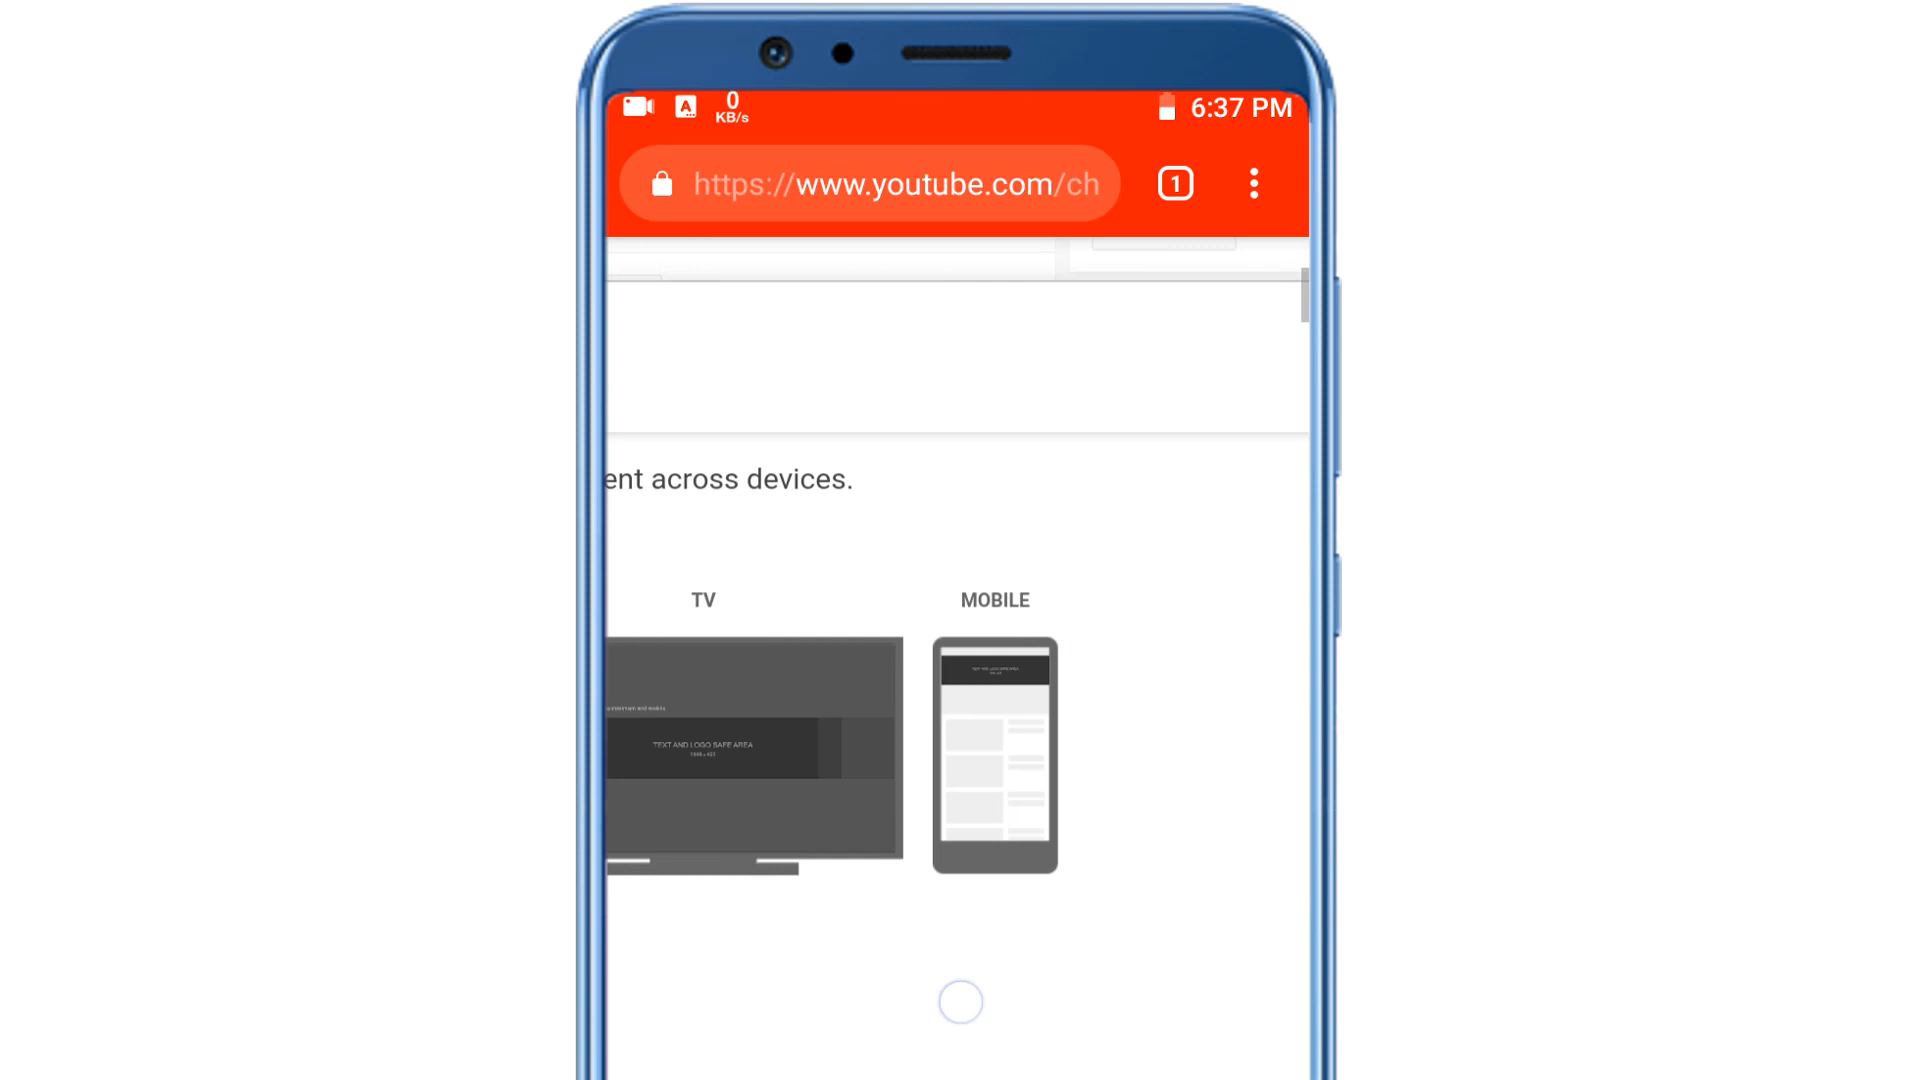 0
KB/s
6:37 PM
https://www.youtube.com/ch
1
ent across devices.
TV
MOBILE
TEXT AND LOGO SAFE AREA